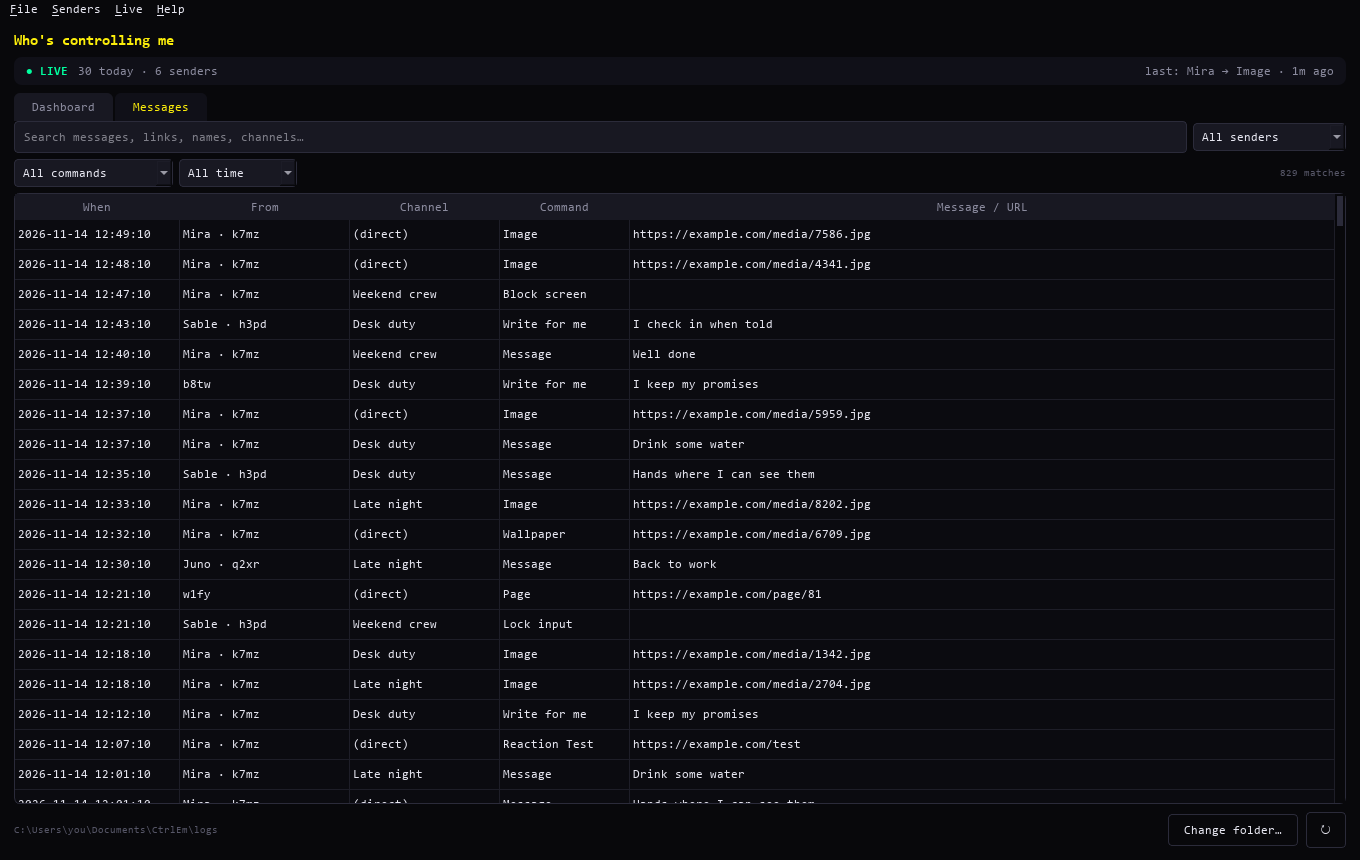 File Senders Live Help
Who's controlling me
● LIVE 30 today · 6 senders last: Mira → Image · 1m ago
Dashboard Messages
Search messages, links, names, channels… All senders
All commands All time 829 matches
When From Channel Command Message / URL
2026-11-14 12:49:10 Mira · k7mz (direct) Image https://example.com/media/7586.jpg
2026-11-14 12:48:10 Mira · k7mz (direct) Image https://example.com/media/4341.jpg
2026-11-14 12:47:10 Mira · k7mz Weekend crew Block screen
2026-11-14 12:43:10 Sable · h3pd Desk duty Write for me I check in when told
2026-11-14 12:40:10 Mira · k7mz Weekend crew Message Well done
2026-11-14 12:39:10 b8tw Desk duty Write for me I keep my promises
2026-11-14 12:37:10 Mira · k7mz (direct) Image https://example.com/media/5959.jpg
2026-11-14 12:37:10 Mira · k7mz Desk duty Message Drink some water
2026-11-14 12:35:10 Sable · h3pd Desk duty Message Hands where I can see them
2026-11-14 12:33:10 Mira · k7mz Late night Image https://example.com/media/8202.jpg
2026-11-14 12:32:10 Mira · k7mz (direct) Wallpaper https://example.com/media/6709.jpg
2026-11-14 12:30:10 Juno · q2xr Late night Message Back to work
2026-11-14 12:21:10 w1fy (direct) Page https://example.com/page/81
2026-11-14 12:21:10 Sable · h3pd Weekend crew Lock input
2026-11-14 12:18:10 Mira · k7mz Desk duty Image https://example.com/media/1342.jpg
2026-11-14 12:18:10 Mira · k7mz Late night Image https://example.com/media/2704.jpg
2026-11-14 12:12:10 Mira · k7mz Desk duty Write for me I keep my promises
2026-11-14 12:07:10 Mira · k7mz (direct) Reaction Test https://example.com/test
2026-11-14 12:01:10 Mira · k7mz Late night Message Drink some water
2026-11-14 12:01:10 Mira · k7mz (direct) Message Hands where I can see them
C:\Users\you\Documents\CtrlEm\logs Change folder… ↻